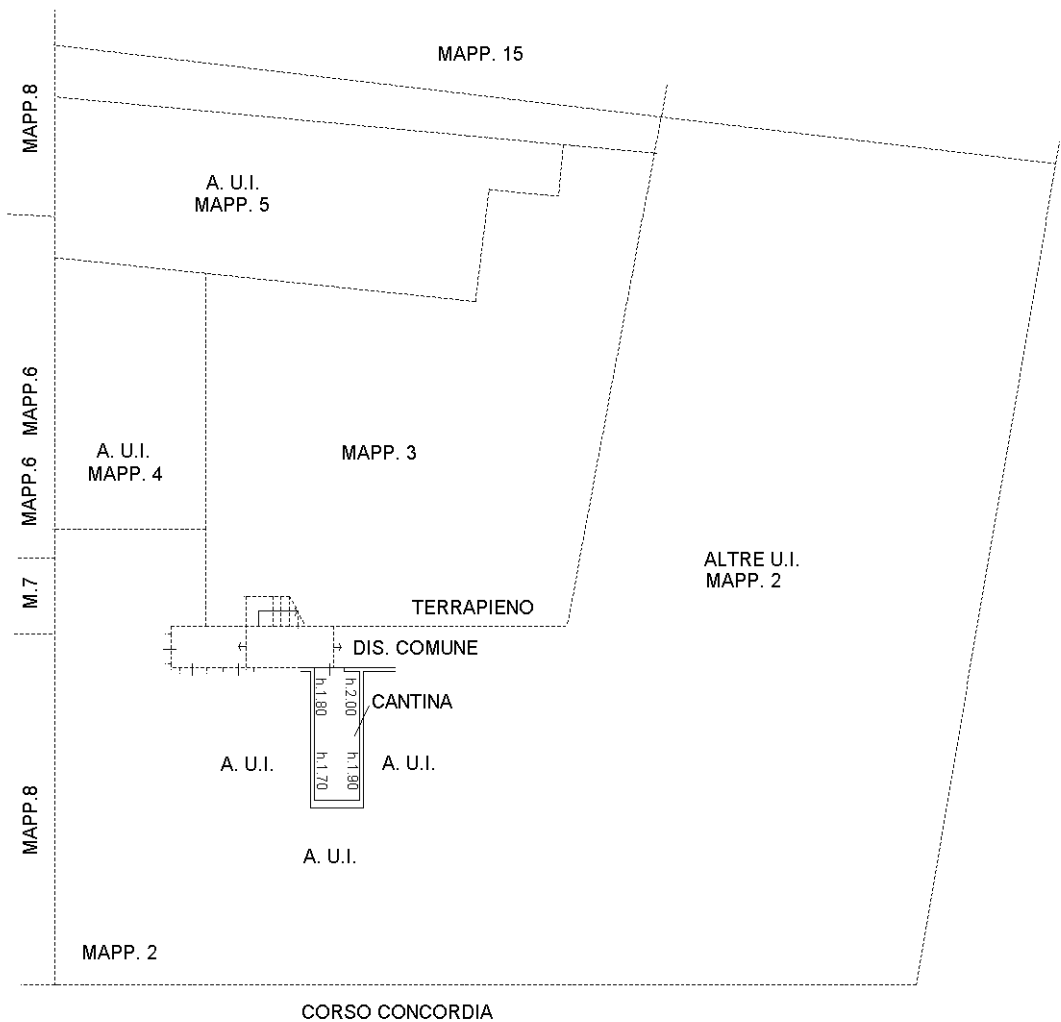 MAPP. 15
MAPP.8
A. U.I.
MAPP. 5
MAPP.6
MAPP.6
A. U.I.
MAPP. 4
MAPP. 3
M.7
ALTRE U.I.
MAPP. 2
TERRAPIENO
DIS. COMUNE
h.1.80
h.2.00
CANTINA
h.1.70
h.1.90
A. U.I.
A. U.I.
MAPP.8
A. U.I.
MAPP. 2
CORSO CONCORDIA